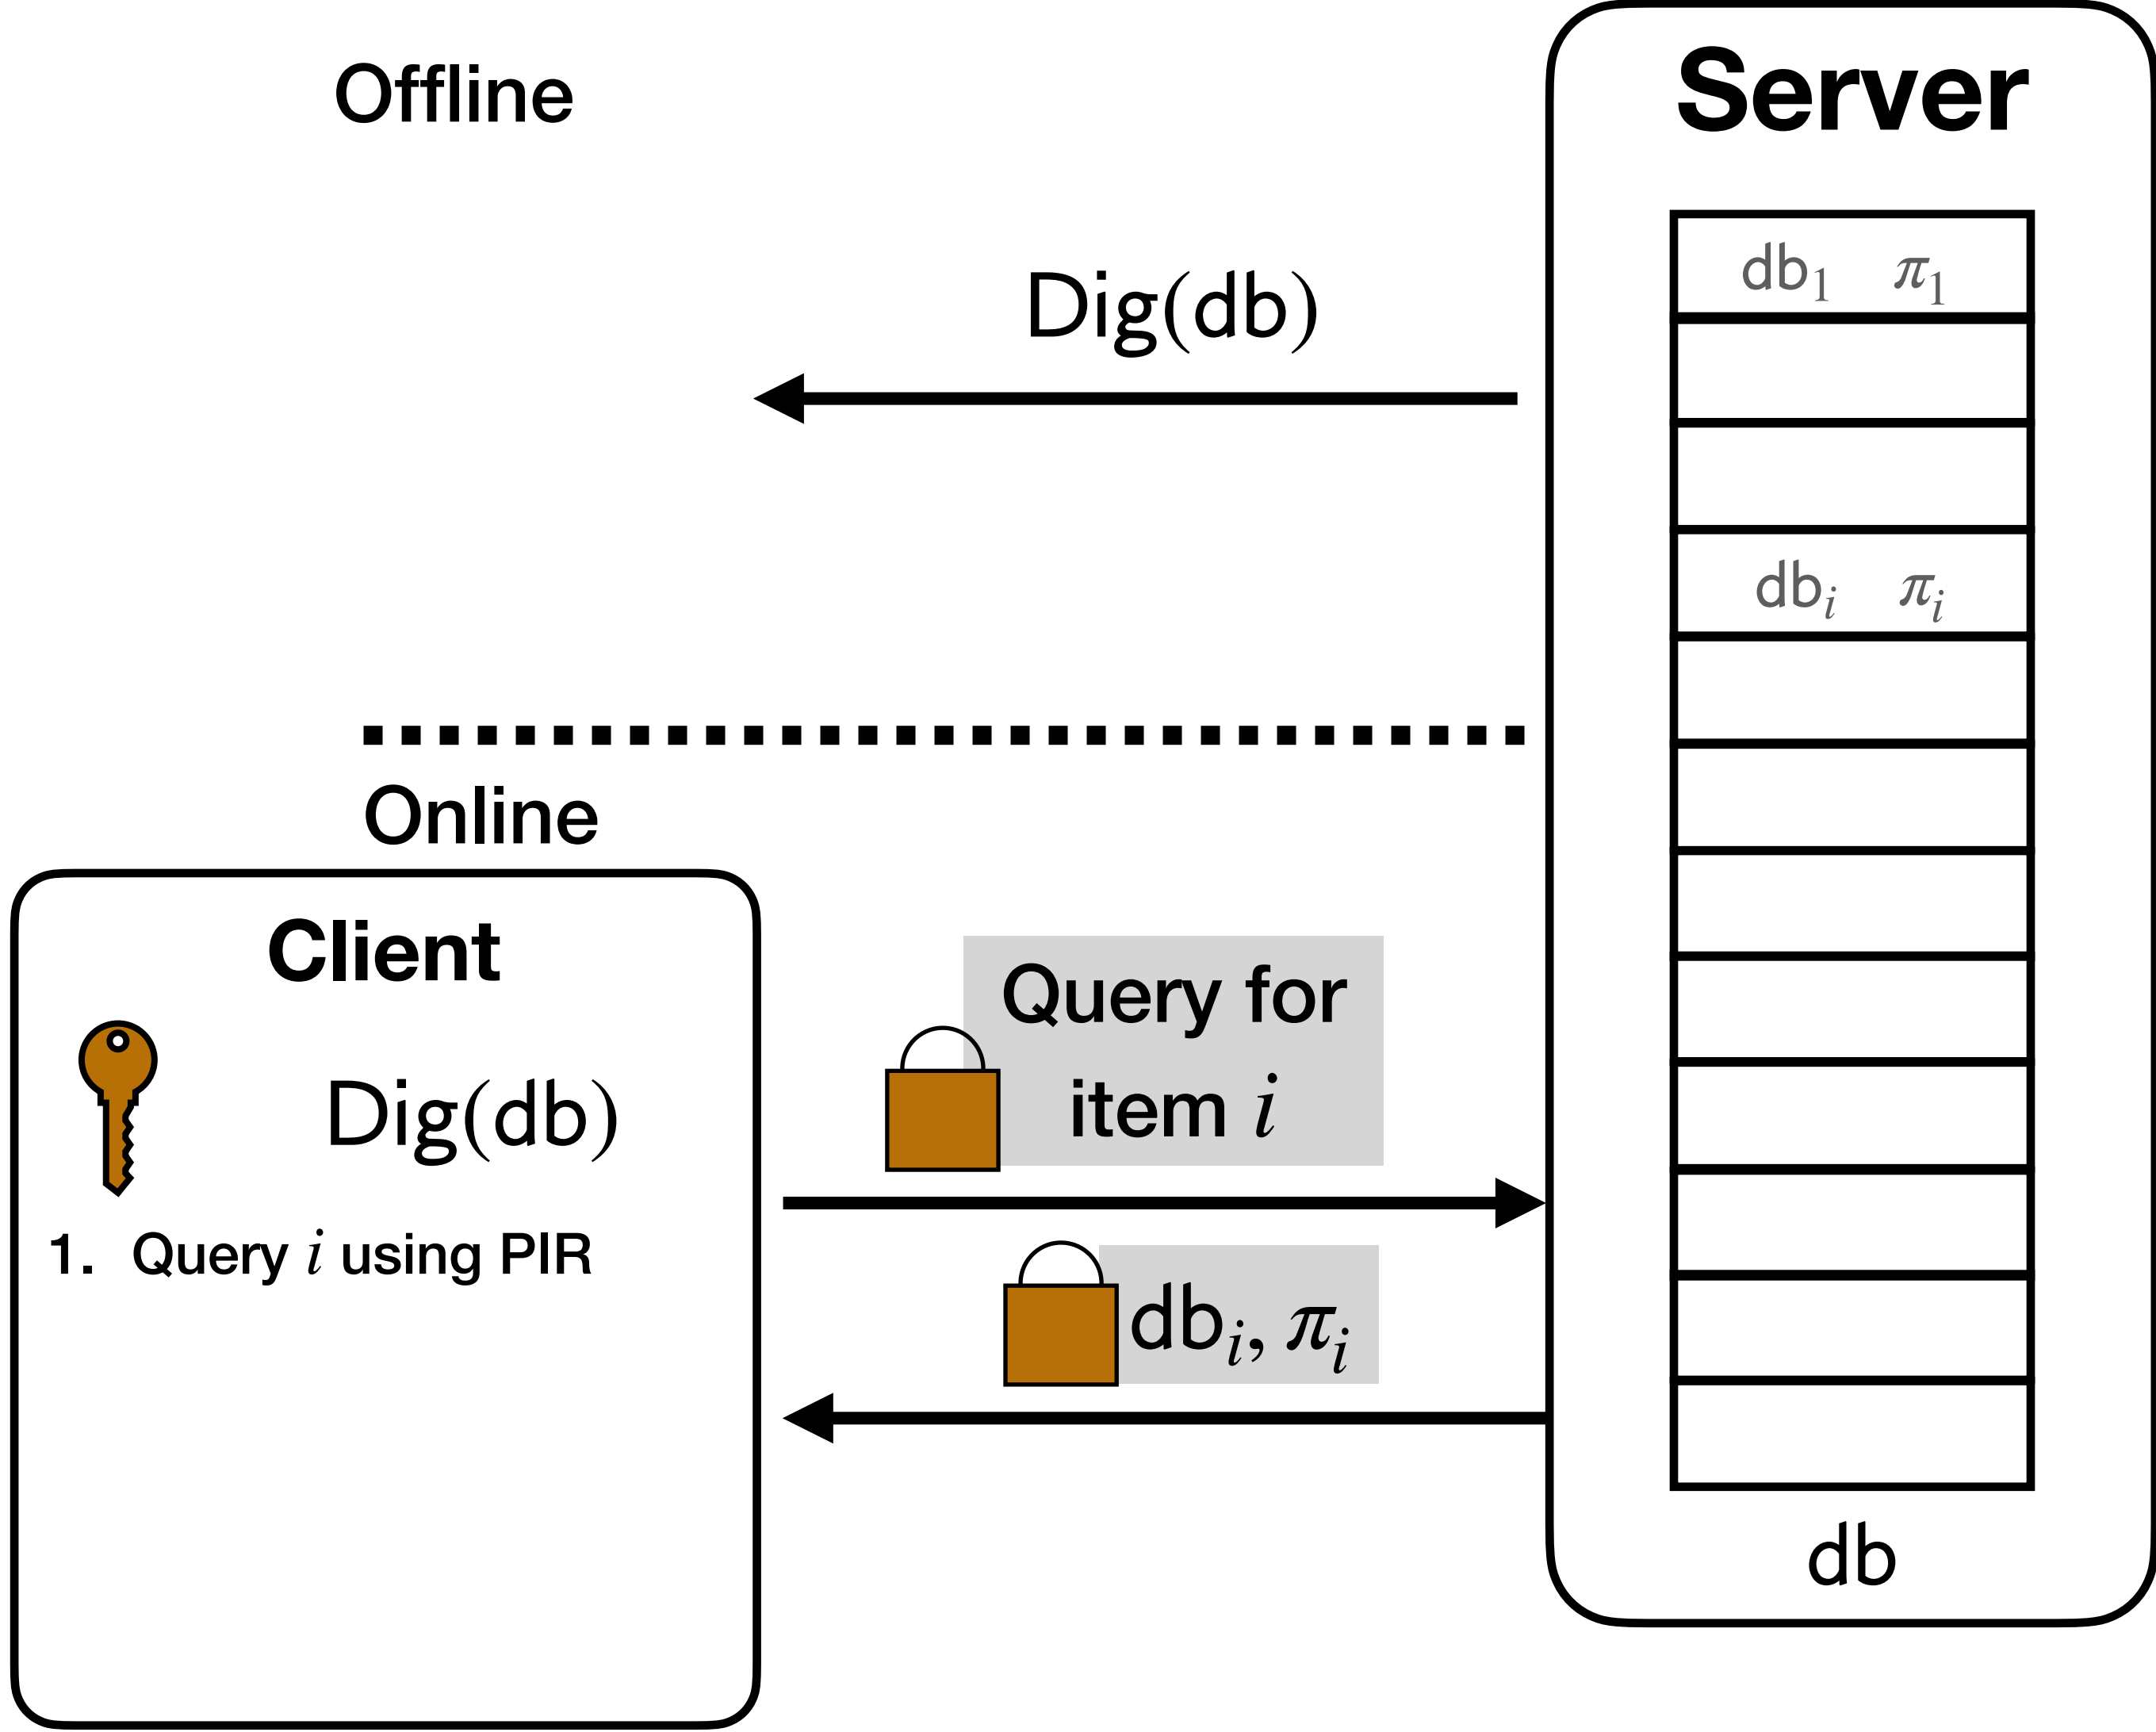 Offline
Server
Dig(db)
db₁ π₁
dbᵢ πᵢ
Online
Client
Dig(db)
1. Query i using PIR
Query for
item i
dbᵢ, πᵢ
db